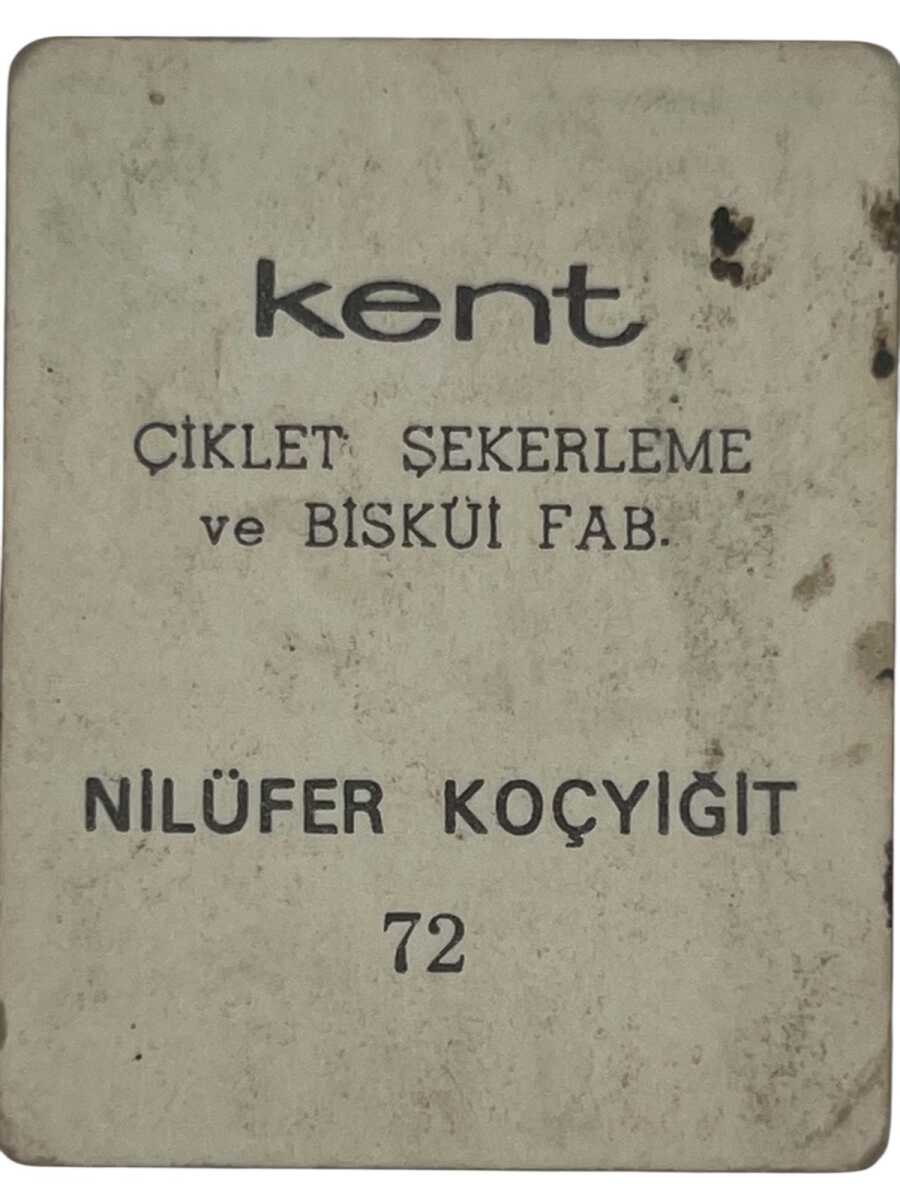 kent
ÇİKLET ŞEKERLEME
ve BİSKÜİ FAB.
NİLÜFER KOÇYİĞİT
72